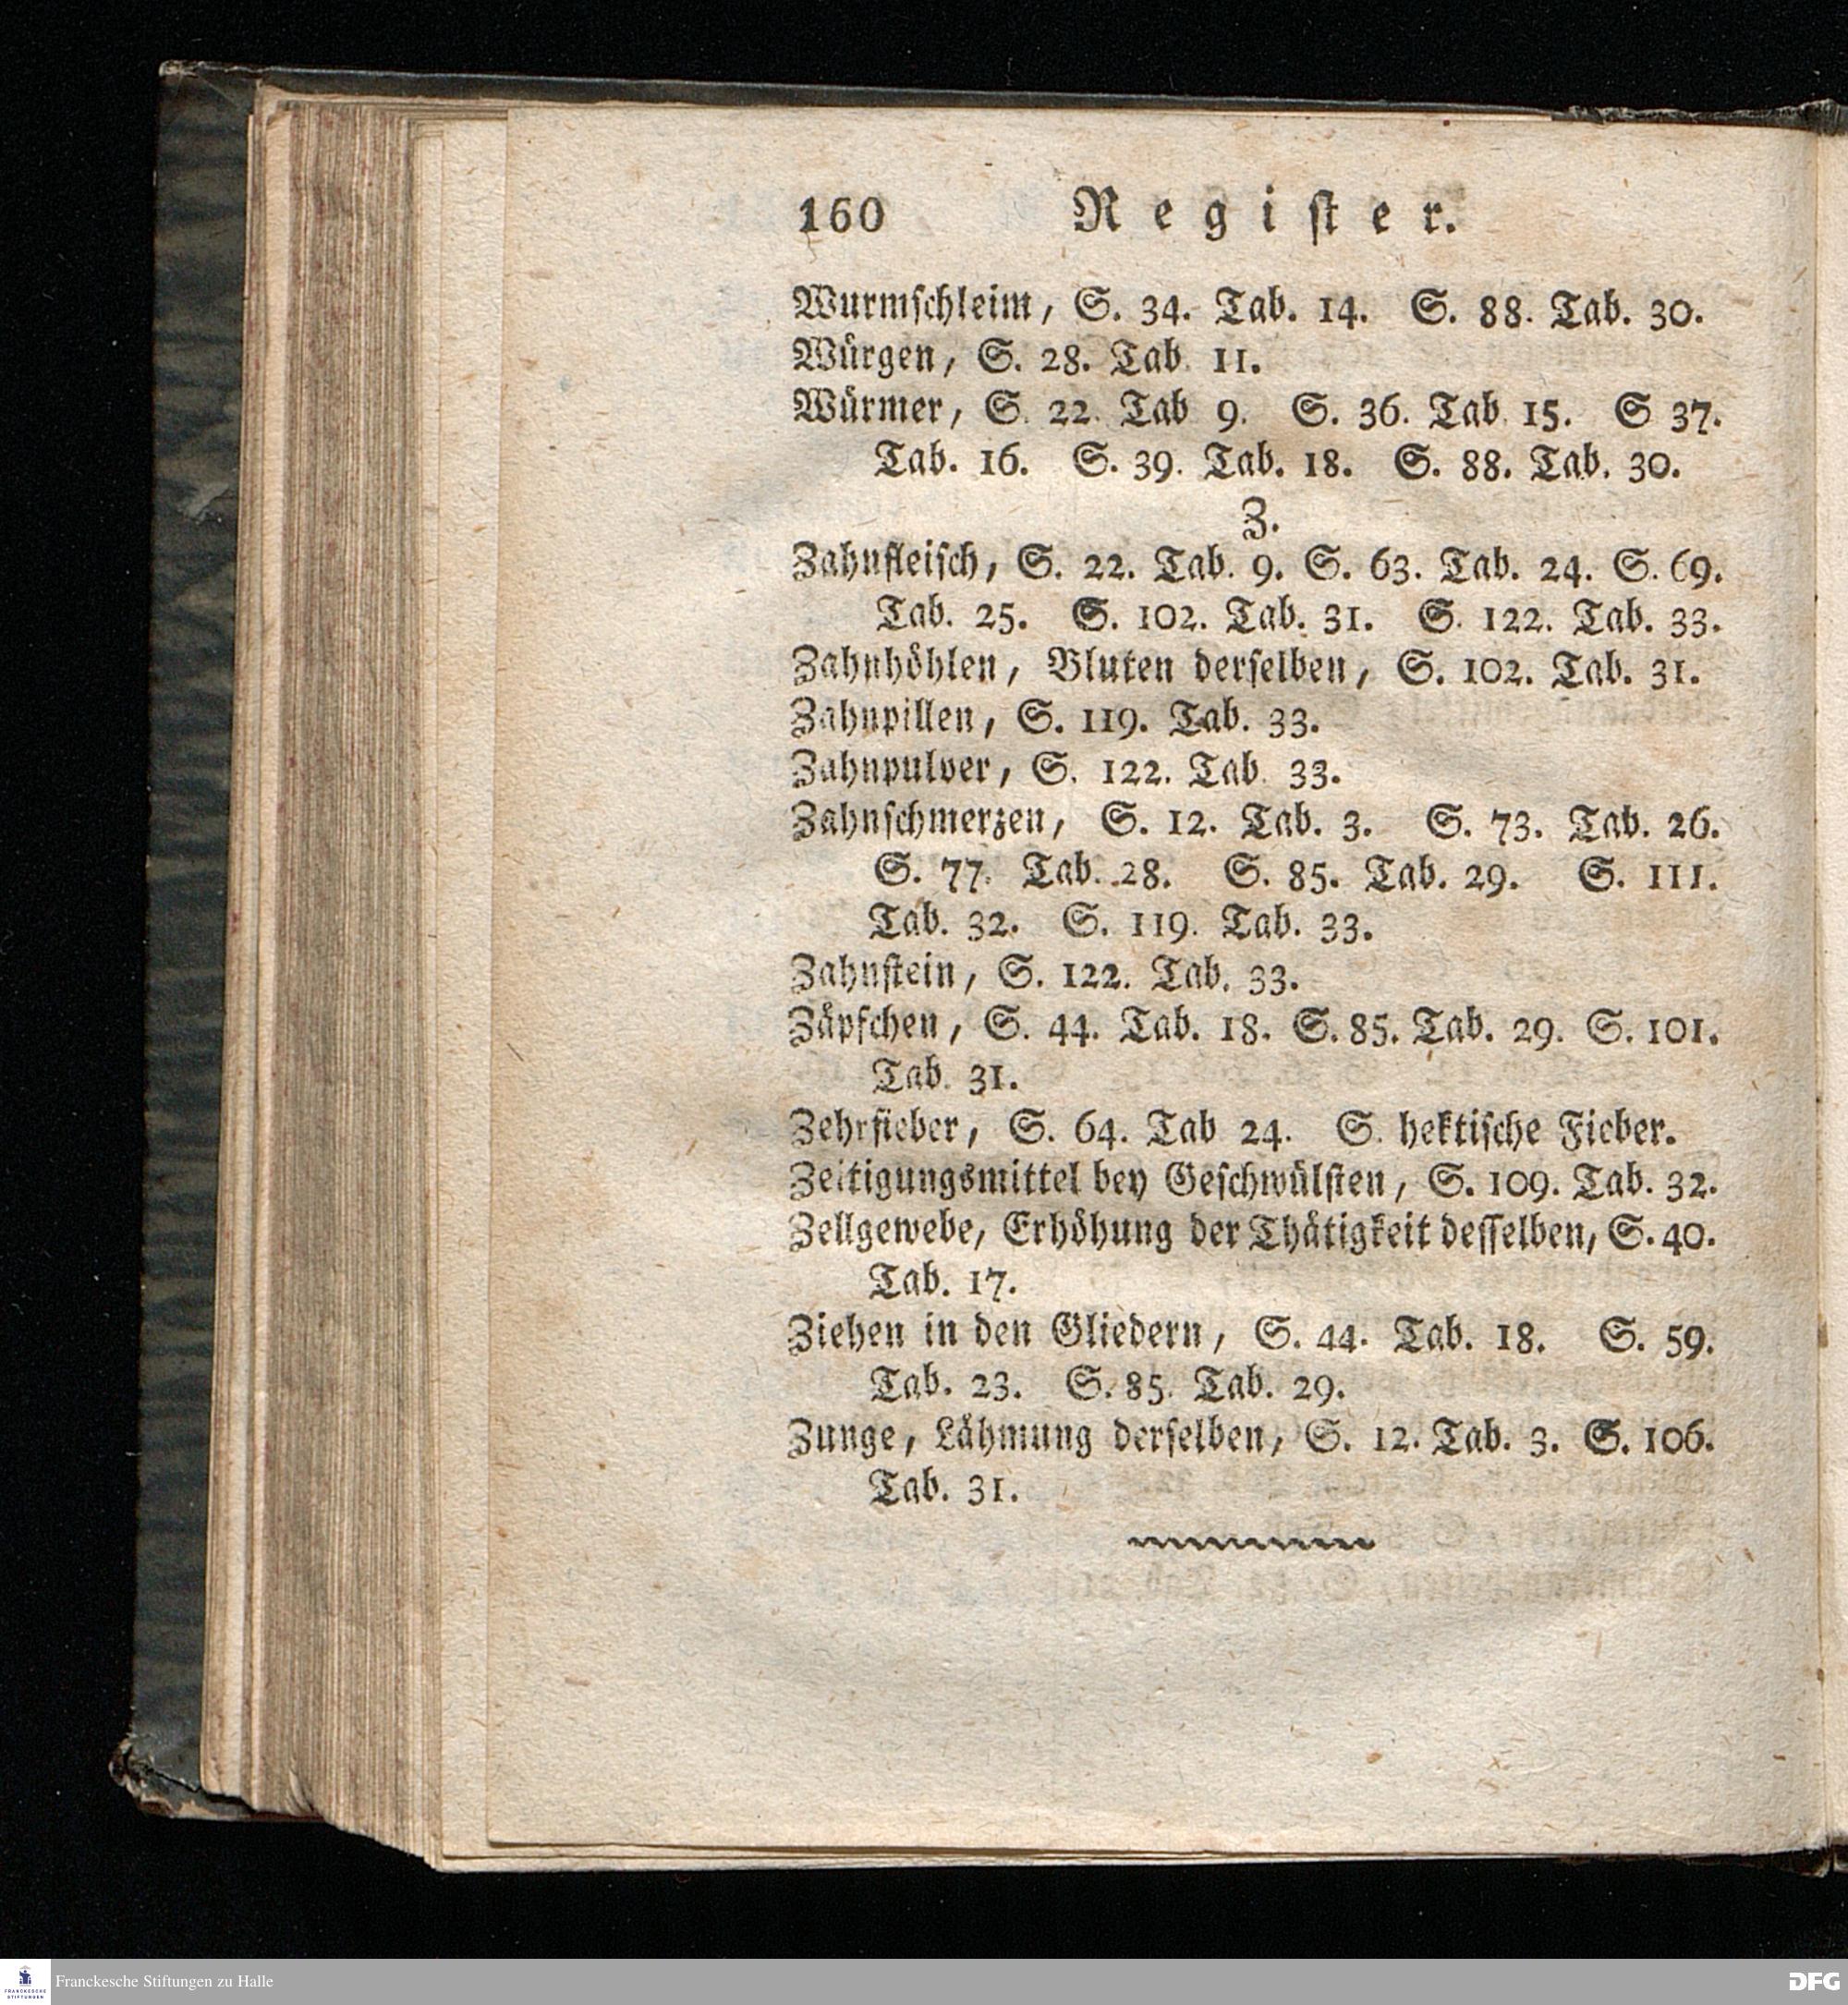 160 Register.
Wurmschleim, S. 34. Tab. 14. S. 88. Tab. 30.
Würgen, S. 28. Tab. 11.
Würmer, S. 22. Tab 9. S. 36. Tab. 15. S 37.
Tab. 16. S. 39. Tab. 18. S. 88. Tab. 30.
Z.
Zahnfleisch, S. 22. Tab. 9. S. 63. Tab. 24. S. 69.
Tab. 25. S. 102. Tab. 31. S. 122. Tab. 33.
Zahnhöhlen, Bluten derselben, S. 102. Tab. 31.
Zahnpillen, S. 119. Tab. 33.
Zahnpulver, S. 122. Tab. 33.
Zahnschmerzen, S. 12. Tab. 3. S. 73. Tab. 26.
S. 77. Tab. 28. S. 85. Tab. 29. S. 111.
Tab. 32. S. 119. Tab. 33.
Zahnstein, S. 122. Tab. 33.
Zäpfchen, S. 44. Tab. 18. S. 85. Tab. 29. S. 101.
Tab. 31.
Zehrfieber, S. 64. Tab 24. S. hektische Fieber.
Zeitigungsmittel bey Geschwülsten, S. 109. Tab. 32.
Zellgewebe, Erhöhung der Thätigkeit desselben, S. 40.
Tab. 17.
Ziehen in den Gliedern, S. 44. Tab. 18. S. 59.
Tab. 23. S. 85. Tab. 29.
Zunge, Lähmung derselben, S. 12. Tab. 3. S. 106.
Tab. 31.
FRANCKESCHE STIFTUNGEN
Franckesche Stiftungen zu Halle
DFG